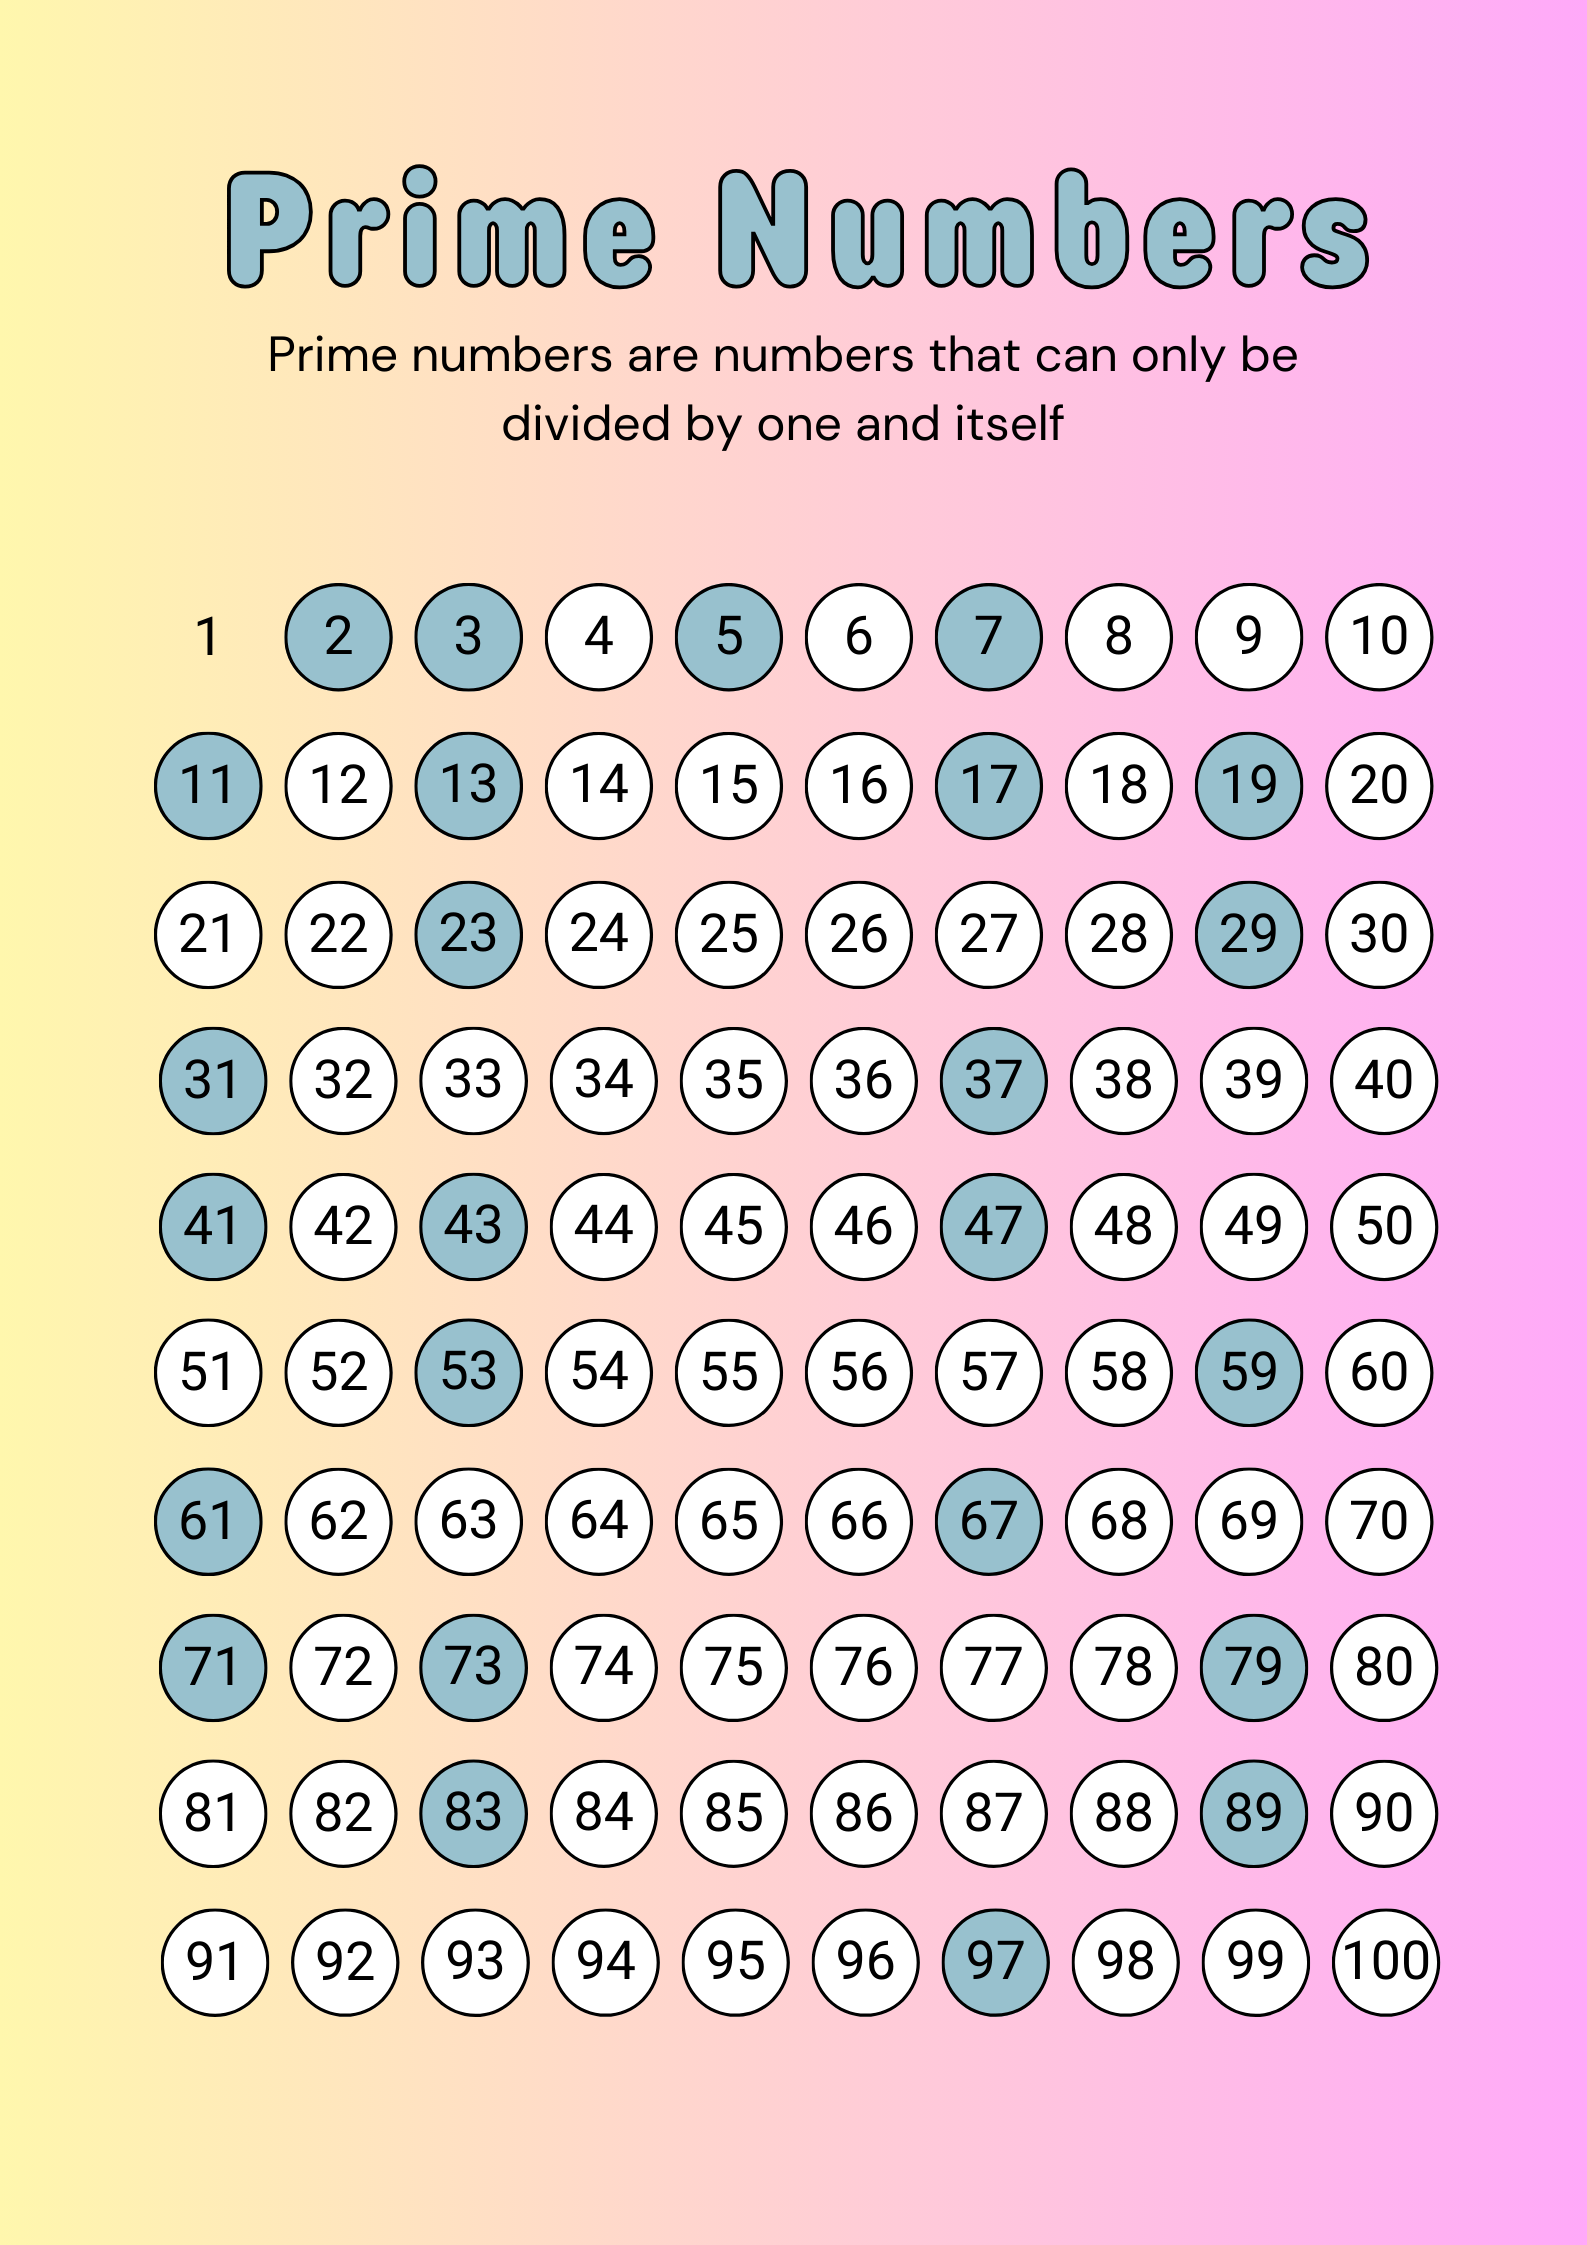 Prime Numbers
Prime numbers are numbers that can only be
divided by one and itself
1 2 3 4 5 6 7 8 9 10
11 12 13 14 15 16 17 18 19 20
21 22 23 24 25 26 27 28 29 30
31 32 33 34 35 36 37 38 39 40
41 42 43 44 45 46 47 48 49 50
51 52 53 54 55 56 57 58 59 60
61 62 63 64 65 66 67 68 69 70
71 72 73 74 75 76 77 78 79 80
81 82 83 84 85 86 87 88 89 90
91 92 93 94 95 96 97 98 99 100